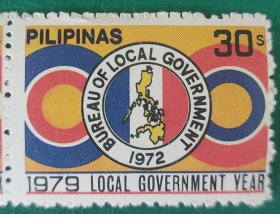 PILIPINAS 30s
BUREAU OF LOCAL GOVERNMENT
1972
1979 LOCAL GOVERNMENT YEAR